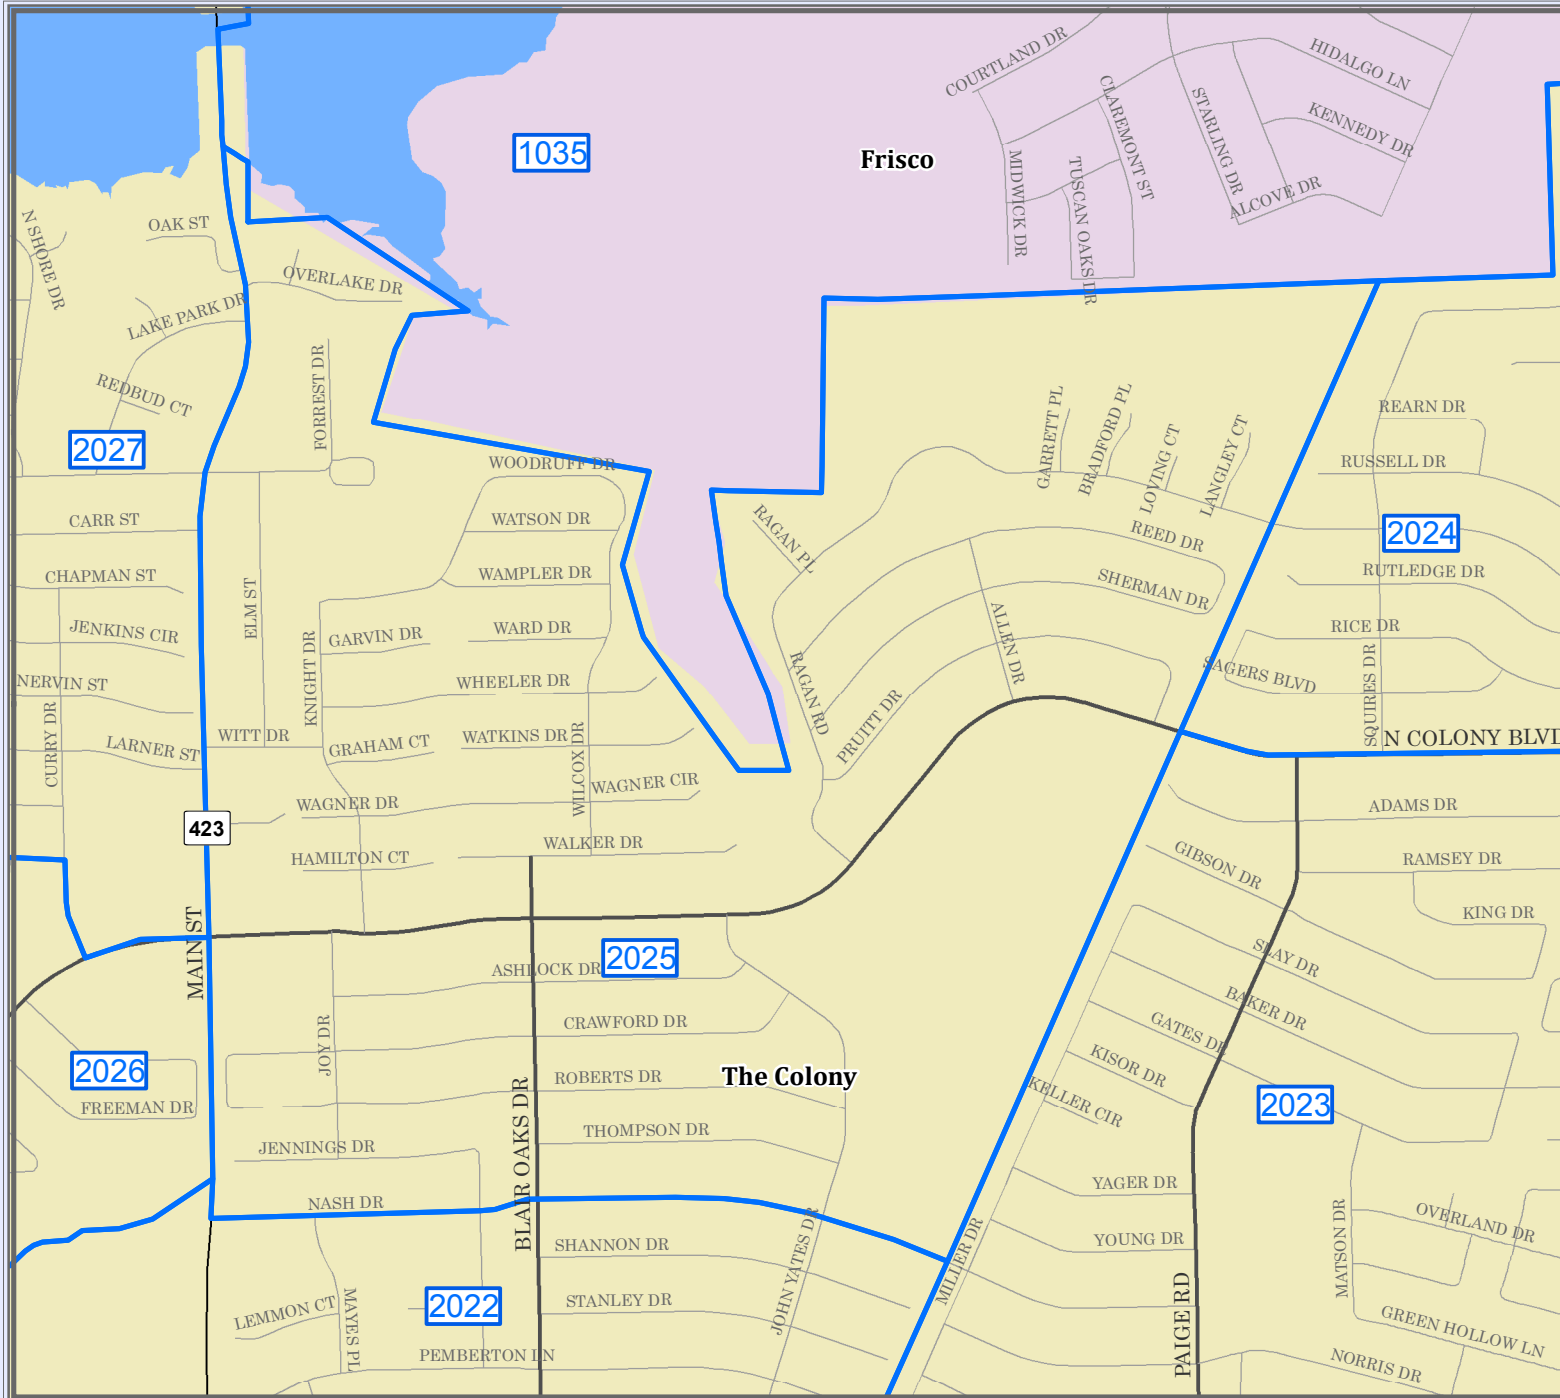 COURTLAND DR
HIDALGO LN
CLAREMONT ST
STARLING DR
KENNEDY DR
1035
Frisco
MIDWICK DR
TUSCAN OAKS DR
ALCOVE DR
N SHORE DR
OAK ST
OVERLAKE DR
LAKE PARK DR
REDBUD CT
FORREST DR
2027
WOODRUFF DR
GARRETT PL
BRADFORD PL
LOVING CT
LANGLEY CT
REARN DR
RUSSELL DR
CARR ST
WATSON DR
RAGAN PL
REED DR
2024
CHAPMAN ST
WAMPLER DR
SHERMAN DR
RUTLEDGE DR
ELM ST
JENKINS CIR
GARVIN DR
WARD DR
ALLEN DR
RICE DR
KNIGHT DR
NERVIN ST
WHEELER DR
RAGAN RD
SAGERS BLVD
SQUIRES DR
CURRY DR
LARNER ST
WITT DR
GRAHAM CT
WATKINS DR
WILCOX DR
PRUITT DR
N COLONY BLVD
WAGNER CIR
WAGNER DR
ADAMS DR
423
HAMILTON CT
WALKER DR
GIBSON DR
RAMSEY DR
KING DR
MAIN ST
2025
ASHLOCK DR
SLAY DR
BAKER DR
CRAWFORD DR
GATES DR
JOY DR
2026
ROBERTS DR
The Colony
KISOR DR
KELLER CIR
2023
FREEMAN DR
BLAIR OAKS DR
THOMPSON DR
JENNINGS DR
YAGER DR
NASH DR
JOHN YATES DR
MATSON DR
OVERLAND DR
SHANNON DR
MILLER DR
YOUNG DR
2022
LEMMON CT
MAYES PL
STANLEY DR
PAIGE RD
GREEN HOLLOW LN
PEMBERTON LN
NORRIS DR